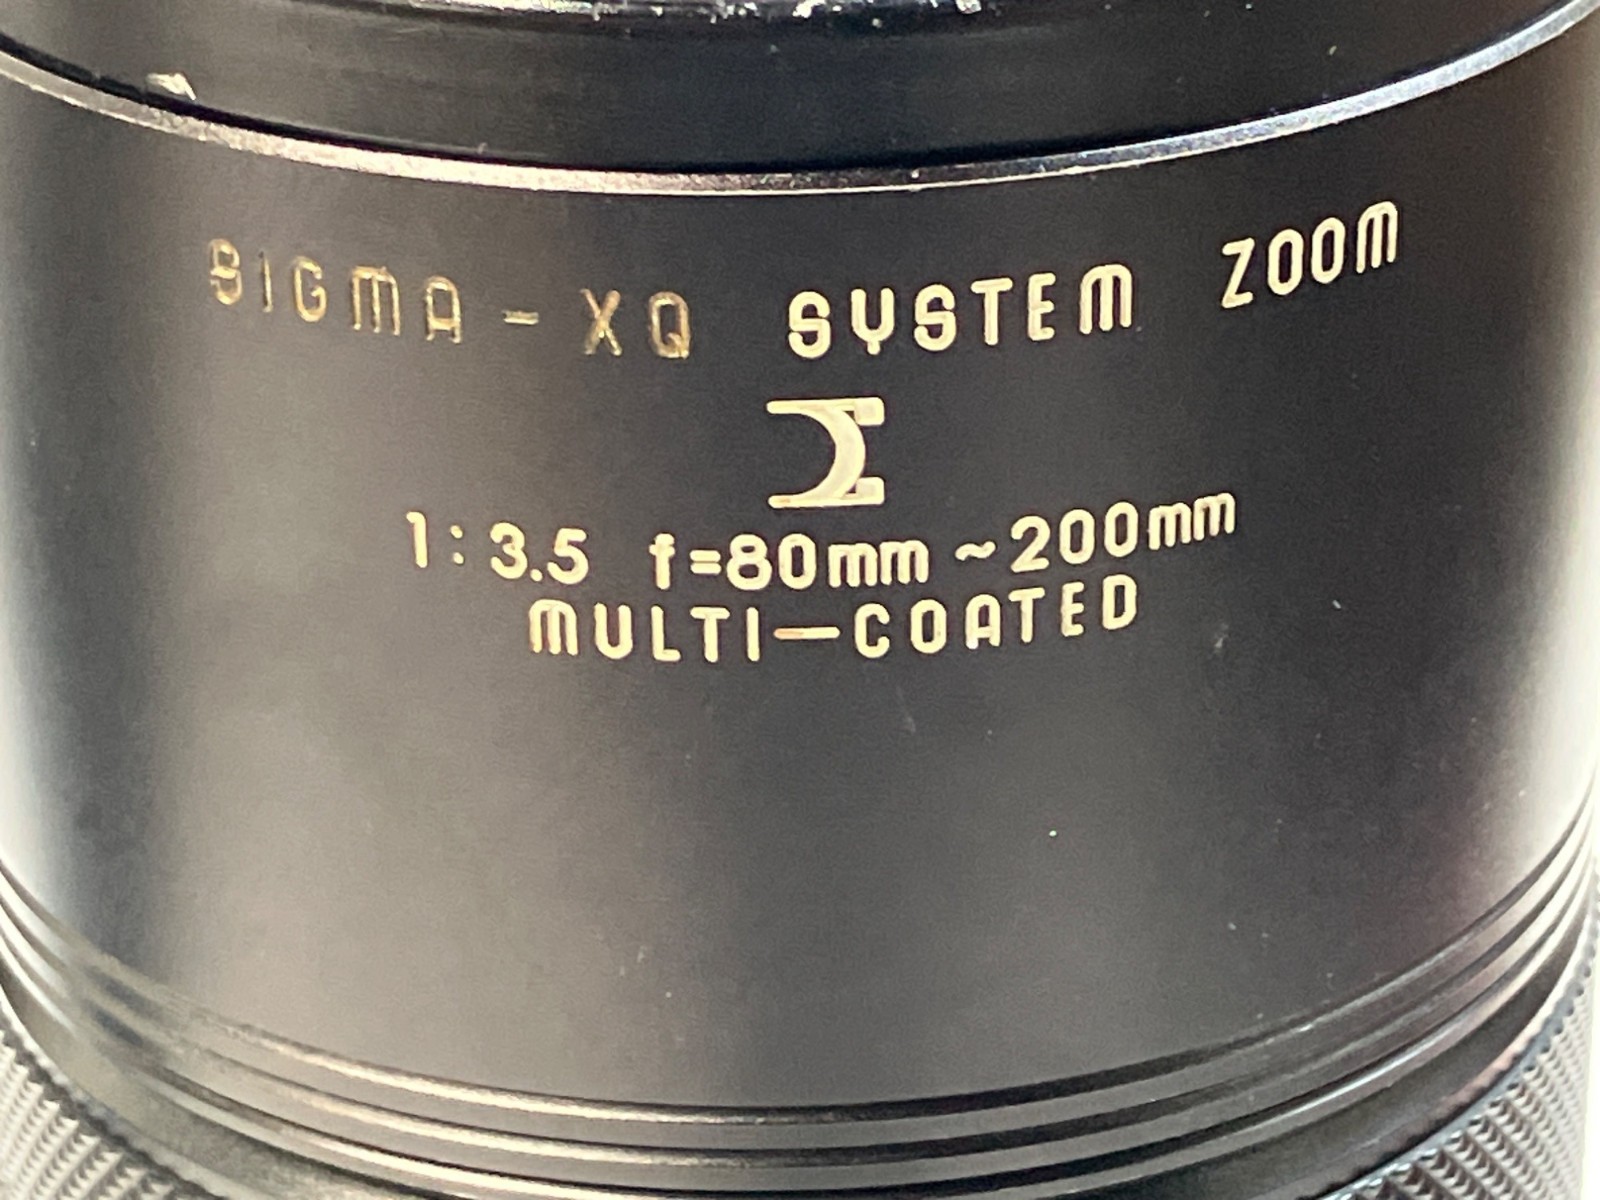 SIGMA-XQ SYSTEM ZOOM
1:3.5 f=80mm~200mm
MULTI-COATED